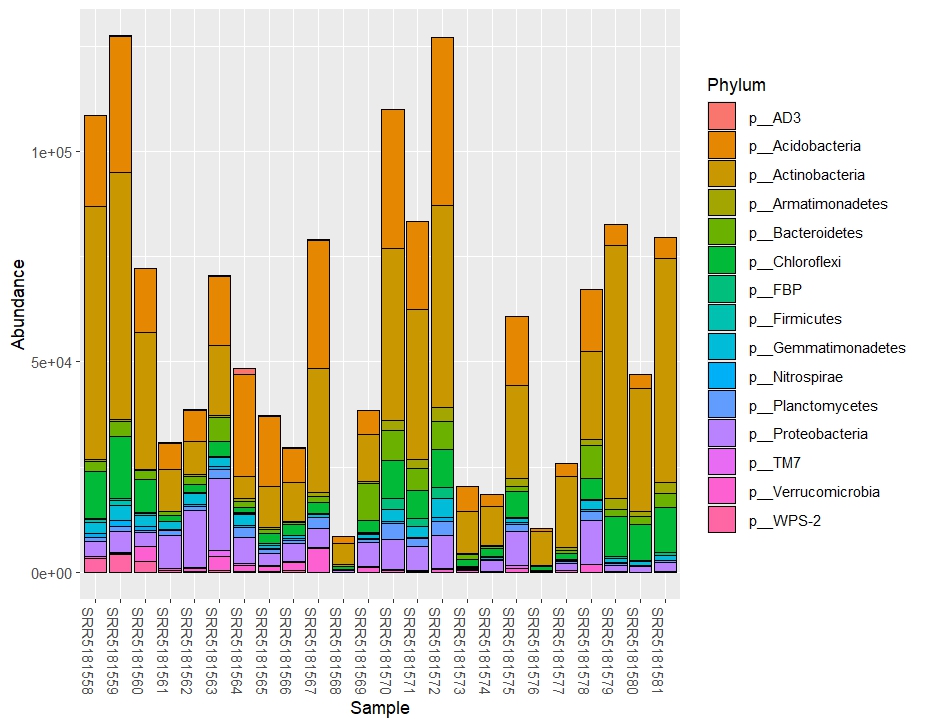 Abundance
1e+05
5e+04
0e+00
SRR5181558
SRR5181559
SRR5181560
SRR5181561
SRR5181562
SRR5181563
SRR5181564
SRR5181565
SRR5181566
SRR5181567
SRR5181568
SRR5181569
SRR5181570
SRR5181571
SRR5181572
SRR5181573
SRR5181574
SRR5181575
SRR5181576
SRR5181577
SRR5181578
SRR5181579
SRR5181580
SRR5181581
Sample
Phylum
p__AD3
p__Acidobacteria
p__Actinobacteria
p__Armatimonadetes
p__Bacteroidetes
p__Chloroflexi
p__FBP
p__Firmicutes
p__Gemmatimonadetes
p__Nitrospirae
p__Planctomycetes
p__Proteobacteria
p__TM7
p__Verrucomicrobia
p__WPS-2